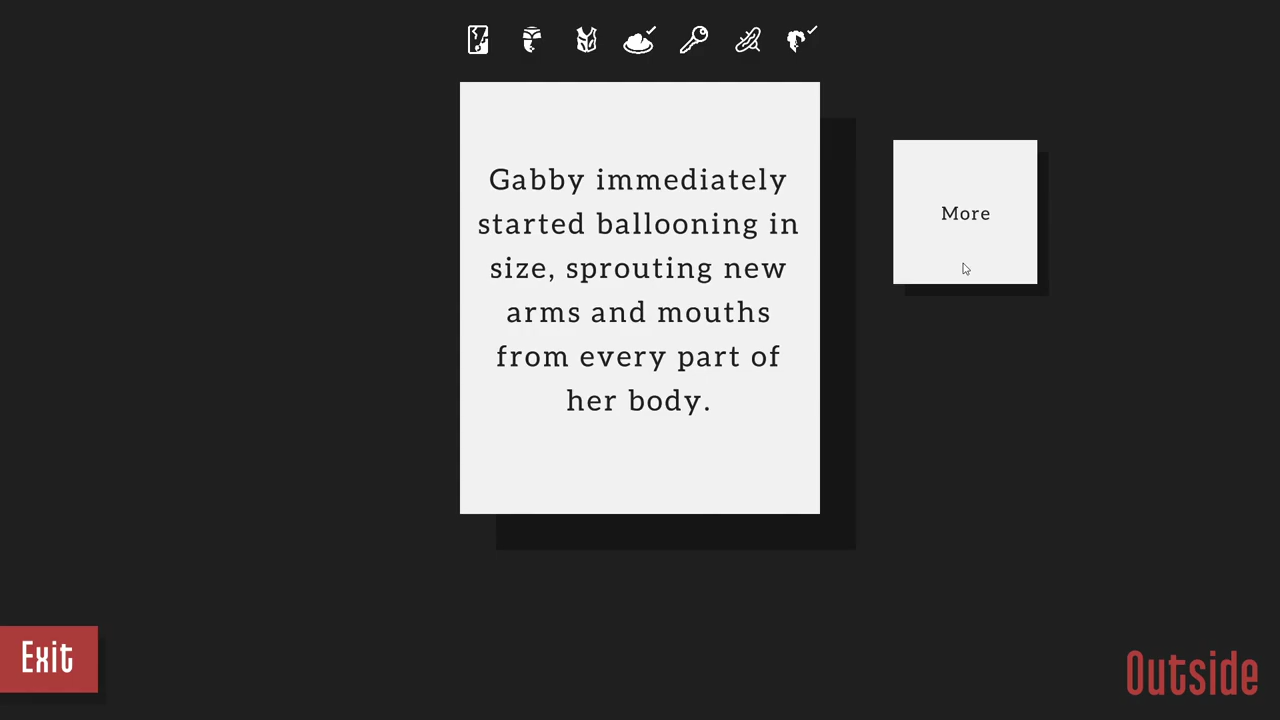 Gabby immediately
started ballooning in
size, sprouting new
arms and mouths
from every part of
her body.
More
Exit
Outside